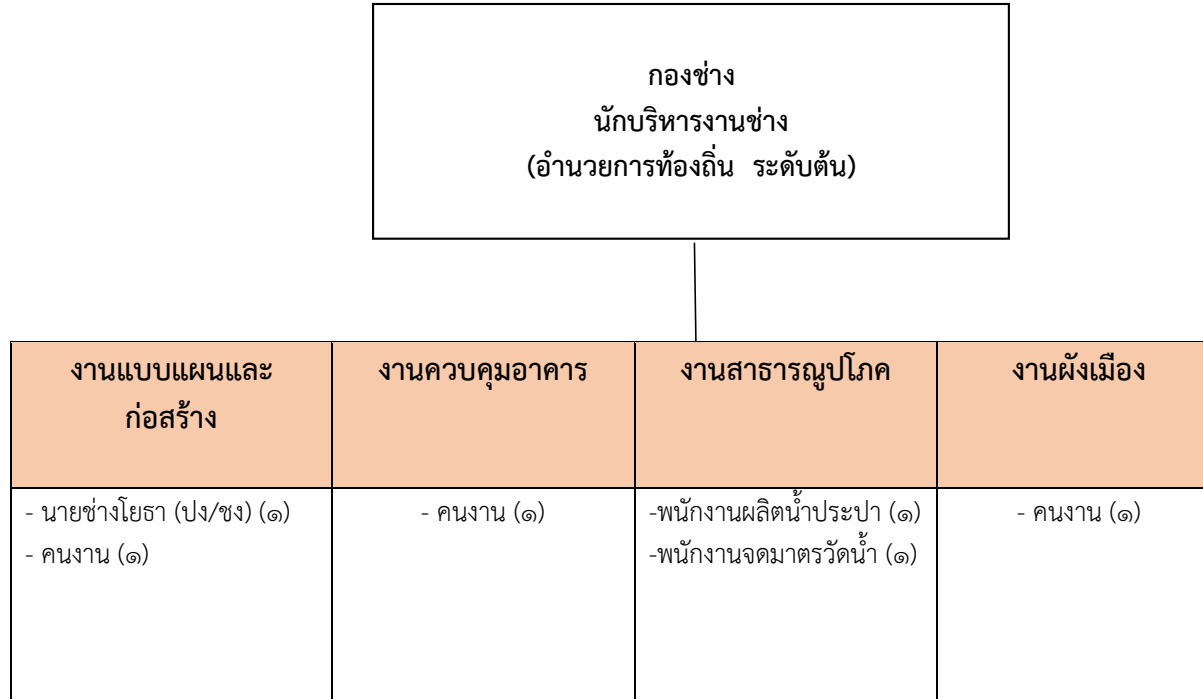 กองช่าง
นักบริหารงานช่าง
(อำนวยการท้องถิ่น ระดับต้น)
งานแบบแผนและ
ก่อสร้าง
งานควบคุมอาคาร
งานสาธารณูปโภค
งานผังเมือง
- นายช่างโยธา (ปง/ชง) (๑)
- คนงาน (๑)
- คนงาน (๑)
-พนักงานผลิตน้ำประปา (๑)
-พนักงานจดมาตรวัดน้ำ (๑)
- คนงาน (๑)